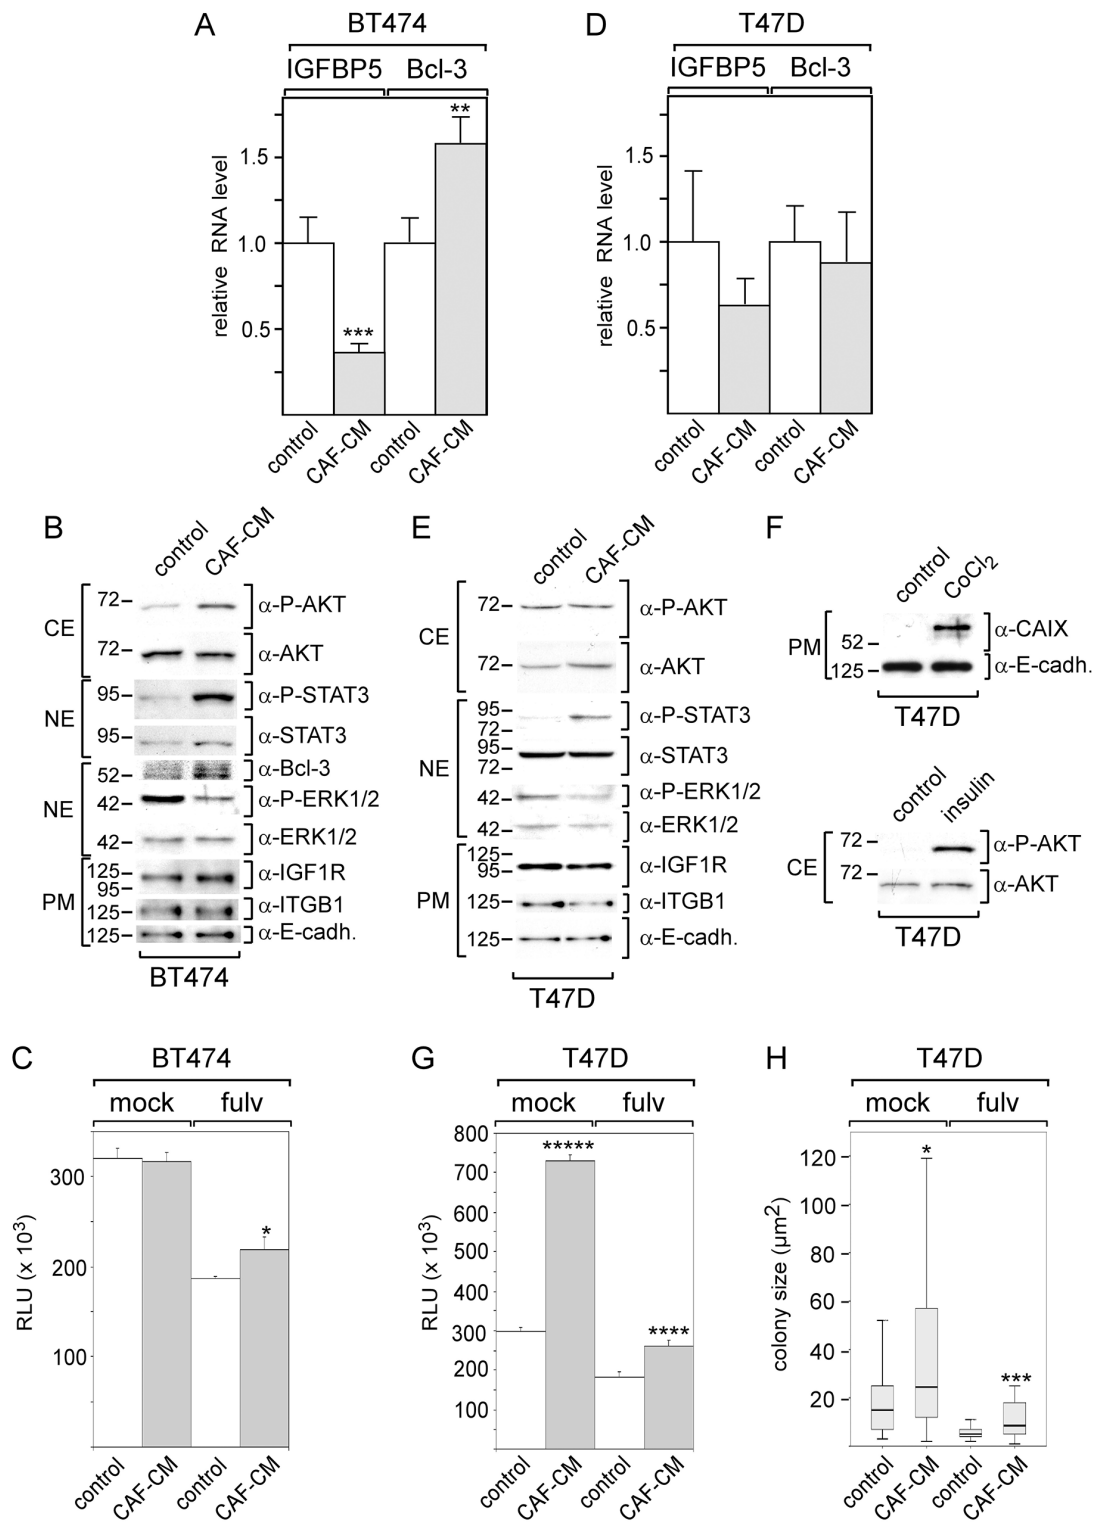 A
BT474
IGFBP5 Bcl-3
relative RNA level
1.5
1.0
0.5
***
**
control
CAF-CM
control
CAF-CM
D
T47D
IGFBP5 Bcl-3
relative RNA level
1.5
1.0
0.5
control
CAF-CM
control
CAF-CM
B
control
CAF-CM
CE
72
α-P-AKT
72
α-AKT
NE
95
α-P-STAT3
95
α-STAT3
NE
52
α-Bcl-3
42
α-P-ERK1/2
42
α-ERK1/2
PM
125
95
α-IGF1R
125
α-ITGB1
125
α-E-cadh.
BT474
E
control
CAF-CM
CE
72
α-P-AKT
72
α-AKT
NE
95
72
α-P-STAT3
95
72
α-STAT3
42
α-P-ERK1/2
42
α-ERK1/2
PM
125
95
α-IGF1R
125
α-ITGB1
125
α-E-cadh.
T47D
F
control
CoCl2
PM
52
α-CAIX
125
α-E-cadh.
T47D
control
insulin
CE
72
α-P-AKT
72
α-AKT
T47D
C
BT474
mock fulv
RLU (x 10³)
300
200
100
*
control
CAF-CM
control
CAF-CM
G
T47D
mock fulv
RLU (x 10³)
800
700
600
500
400
300
200
100
*****
****
control
CAF-CM
control
CAF-CM
H
T47D
mock fulv
colony size (µm²)
120
100
80
60
40
20
*
***
control
CAF-CM
control
CAF-CM